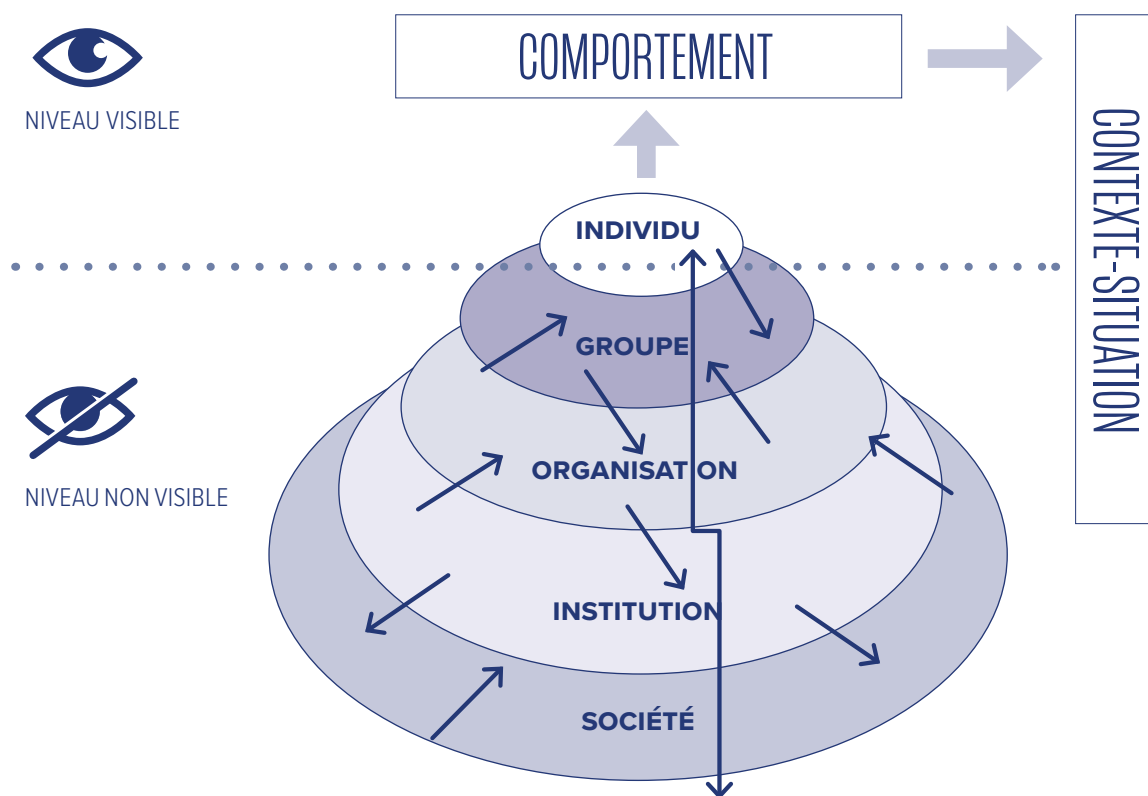 COMPORTEMENT
NIVEAU VISIBLE
CONTEXTE-SITUATION
INDIVIDU
GROUPE
ORGANISATION
NIVEAU NON VISIBLE
INSTITUTION
SOCIÉTÉ